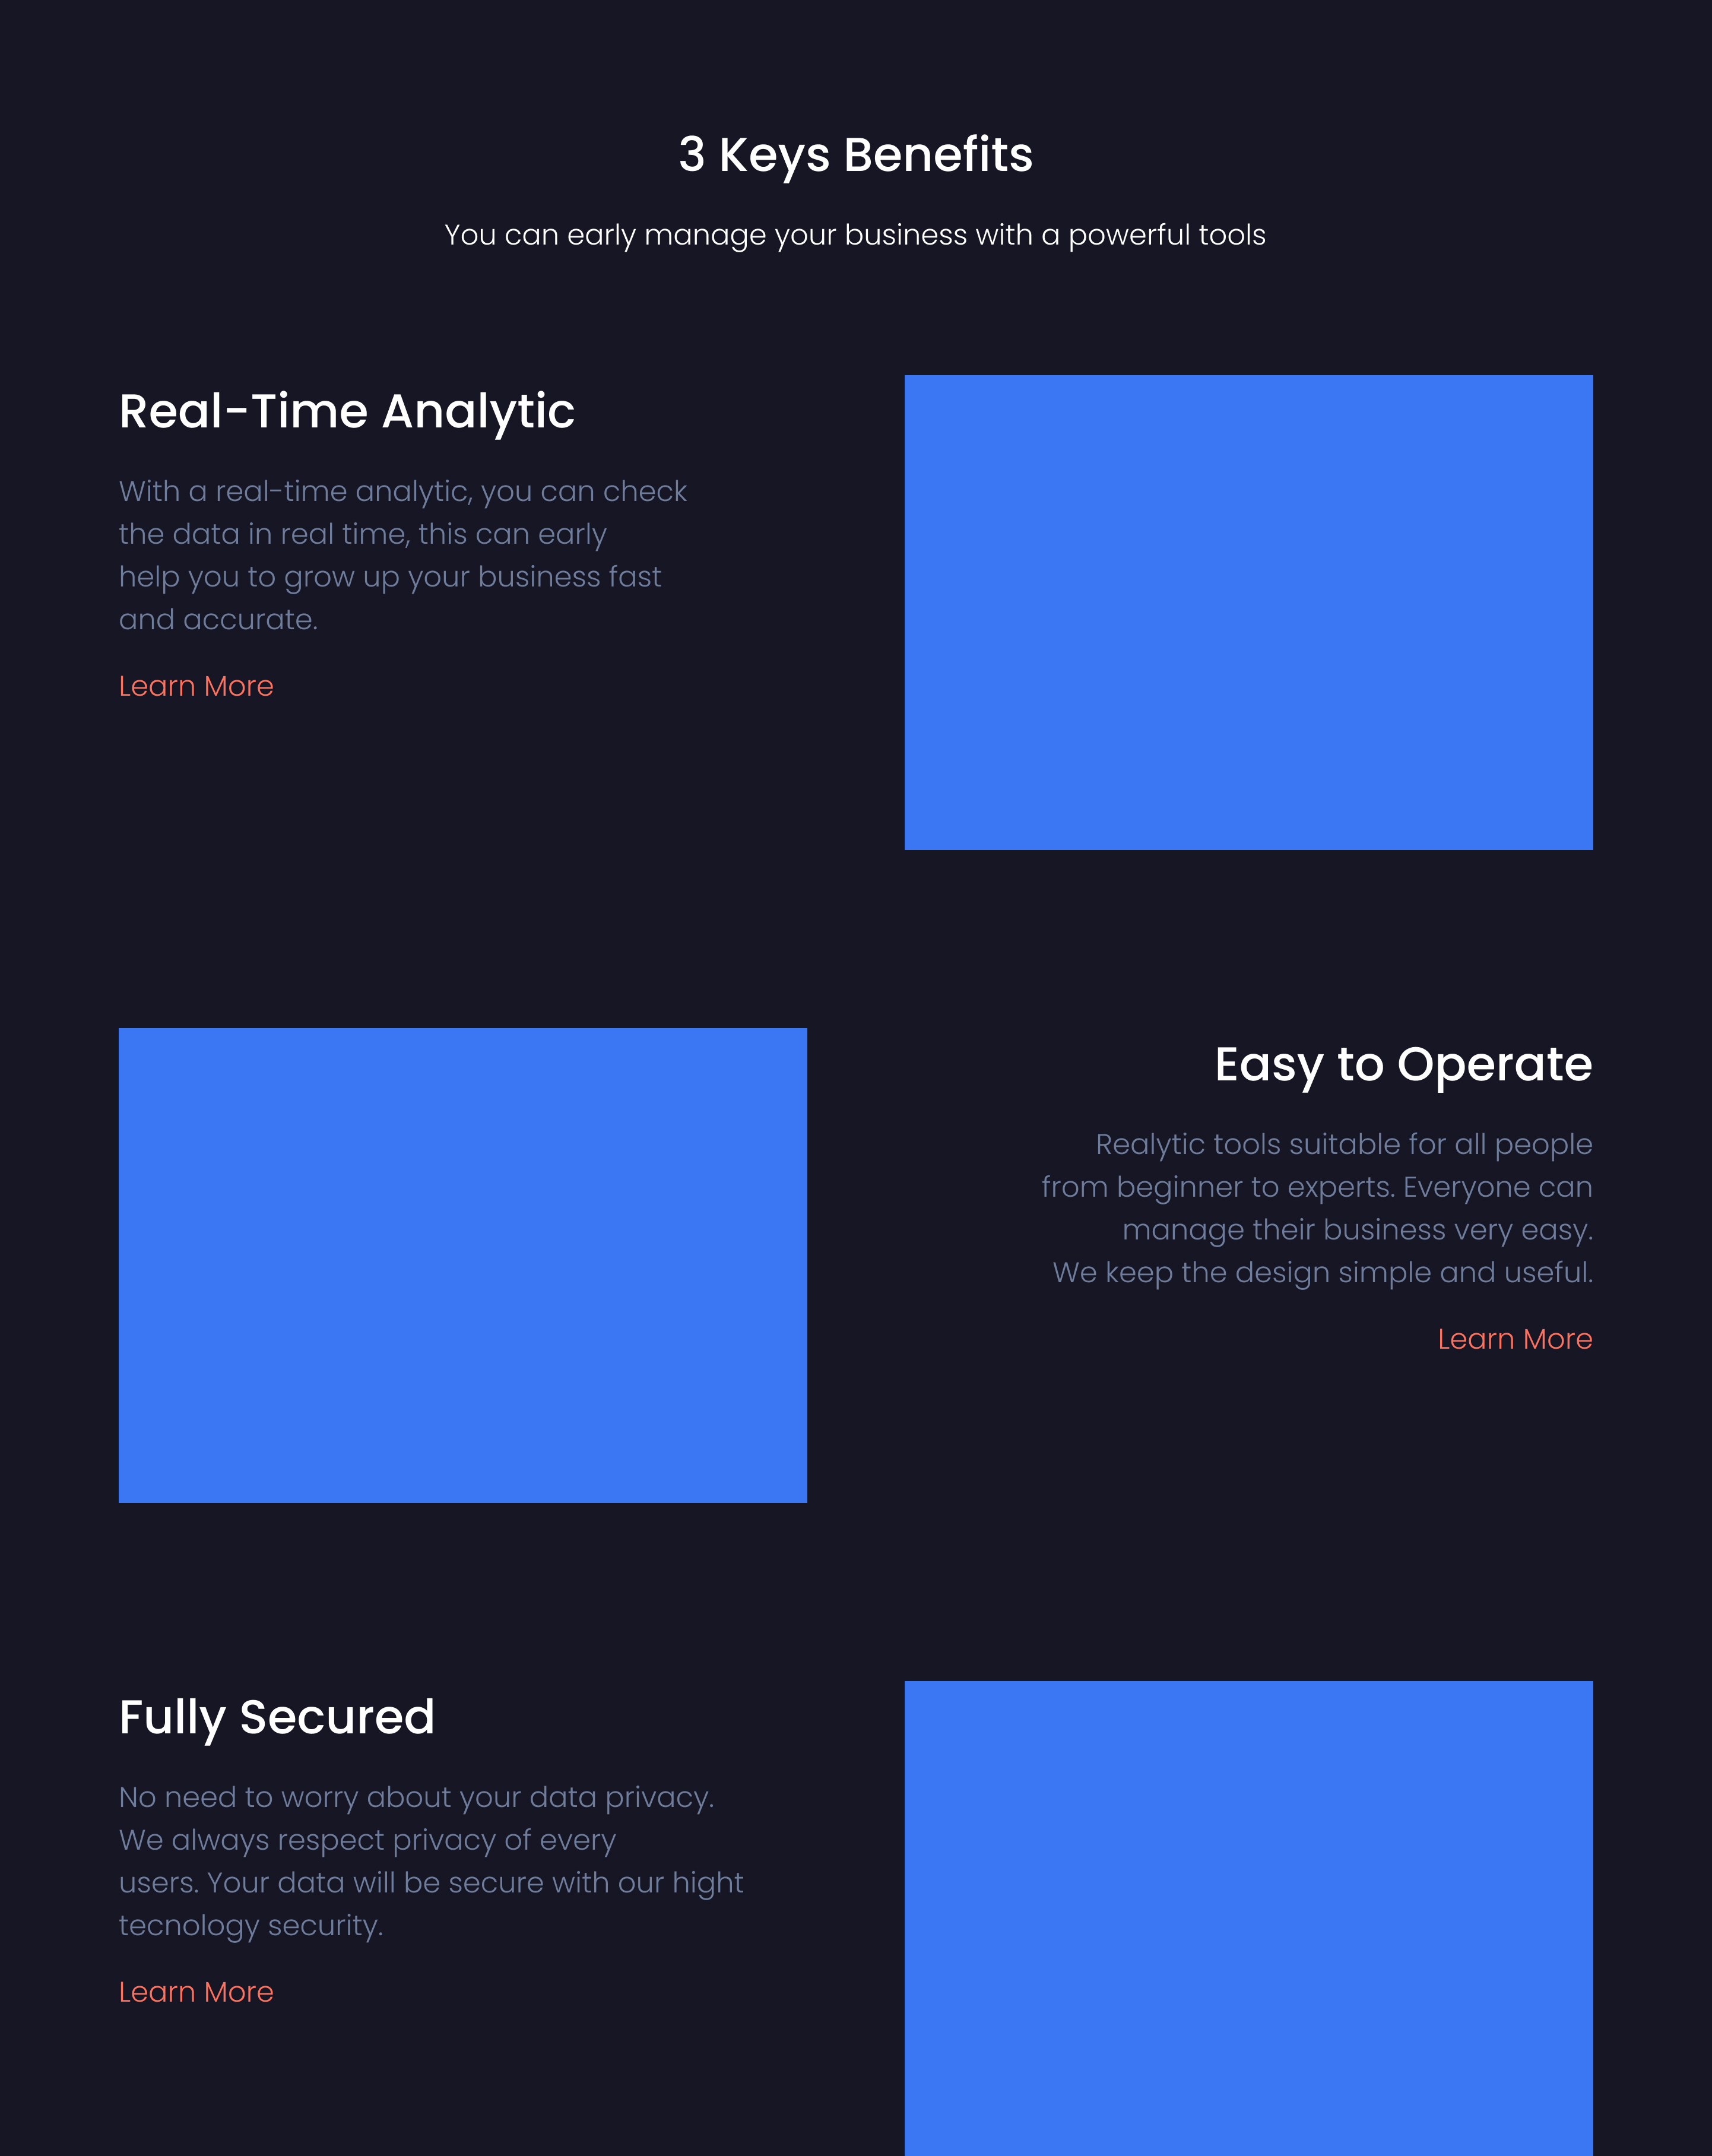 3 Keys Benefits
You can early manage your business with a powerful tools
Real-Time Analytic
With a real-time analytic, you can check
the data in real time, this can early
help you to grow up your business fast
and accurate.
Learn More
Easy to Operate
Realytic tools suitable for all people
from beginner to experts. Everyone can
manage their business very easy.
We keep the design simple and useful.
Learn More
Fully Secured
No need to worry about your data privacy.
We always respect privacy of every
users. Your data will be secure with our hight
tecnology security.
Learn More